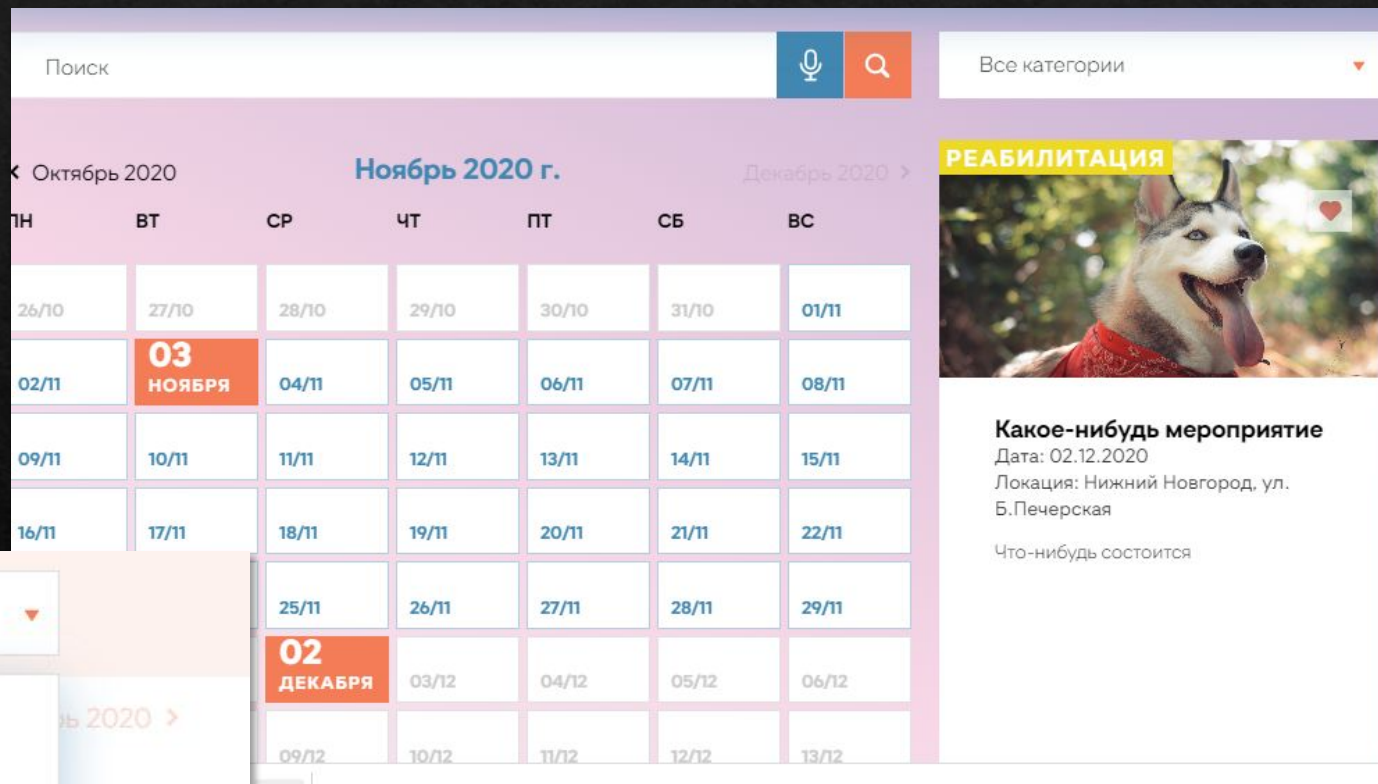 Поиск
Все категории
Октябрь 2020
Ноябрь 2020 г.
Декабрь 2020
ПН ВТ СР ЧТ ПТ СБ ВС
26/10 27/10 28/10 29/10 30/10 31/10 01/11
02/11 03 НОЯБРЯ 04/11 05/11 06/11 07/11 08/11
09/11 10/11 11/11 12/11 13/11 14/11 15/11
16/11 17/11 18/11 19/11 20/11 21/11 22/11
25/11 26/11 27/11 28/11 29/11
02 ДЕКАБРЯ 03/12 04/12 05/12 06/12
09/12 10/12 11/12 12/12 13/12
РЕАБИЛИТАЦИЯ
Какое-нибудь мероприятие
Дата: 02.12.2020
Локация: Нижний Новгород, ул.
Б.Печерская
Что-нибудь состоится
2020